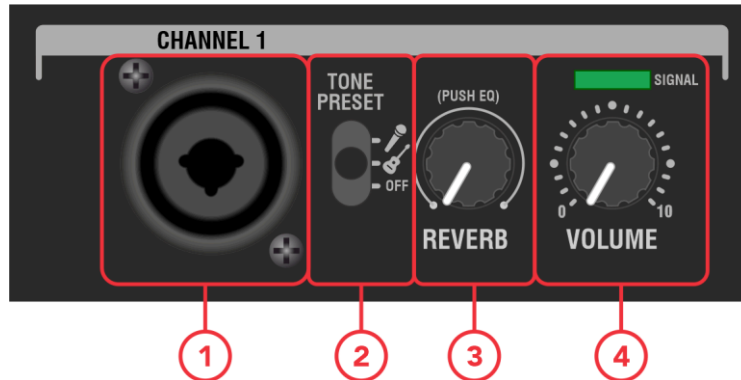 CHANNEL 1
TONE
PRESET
OFF
(PUSH EQ)
REVERB
SIGNAL
0 10
VOLUME
1 2 3 4